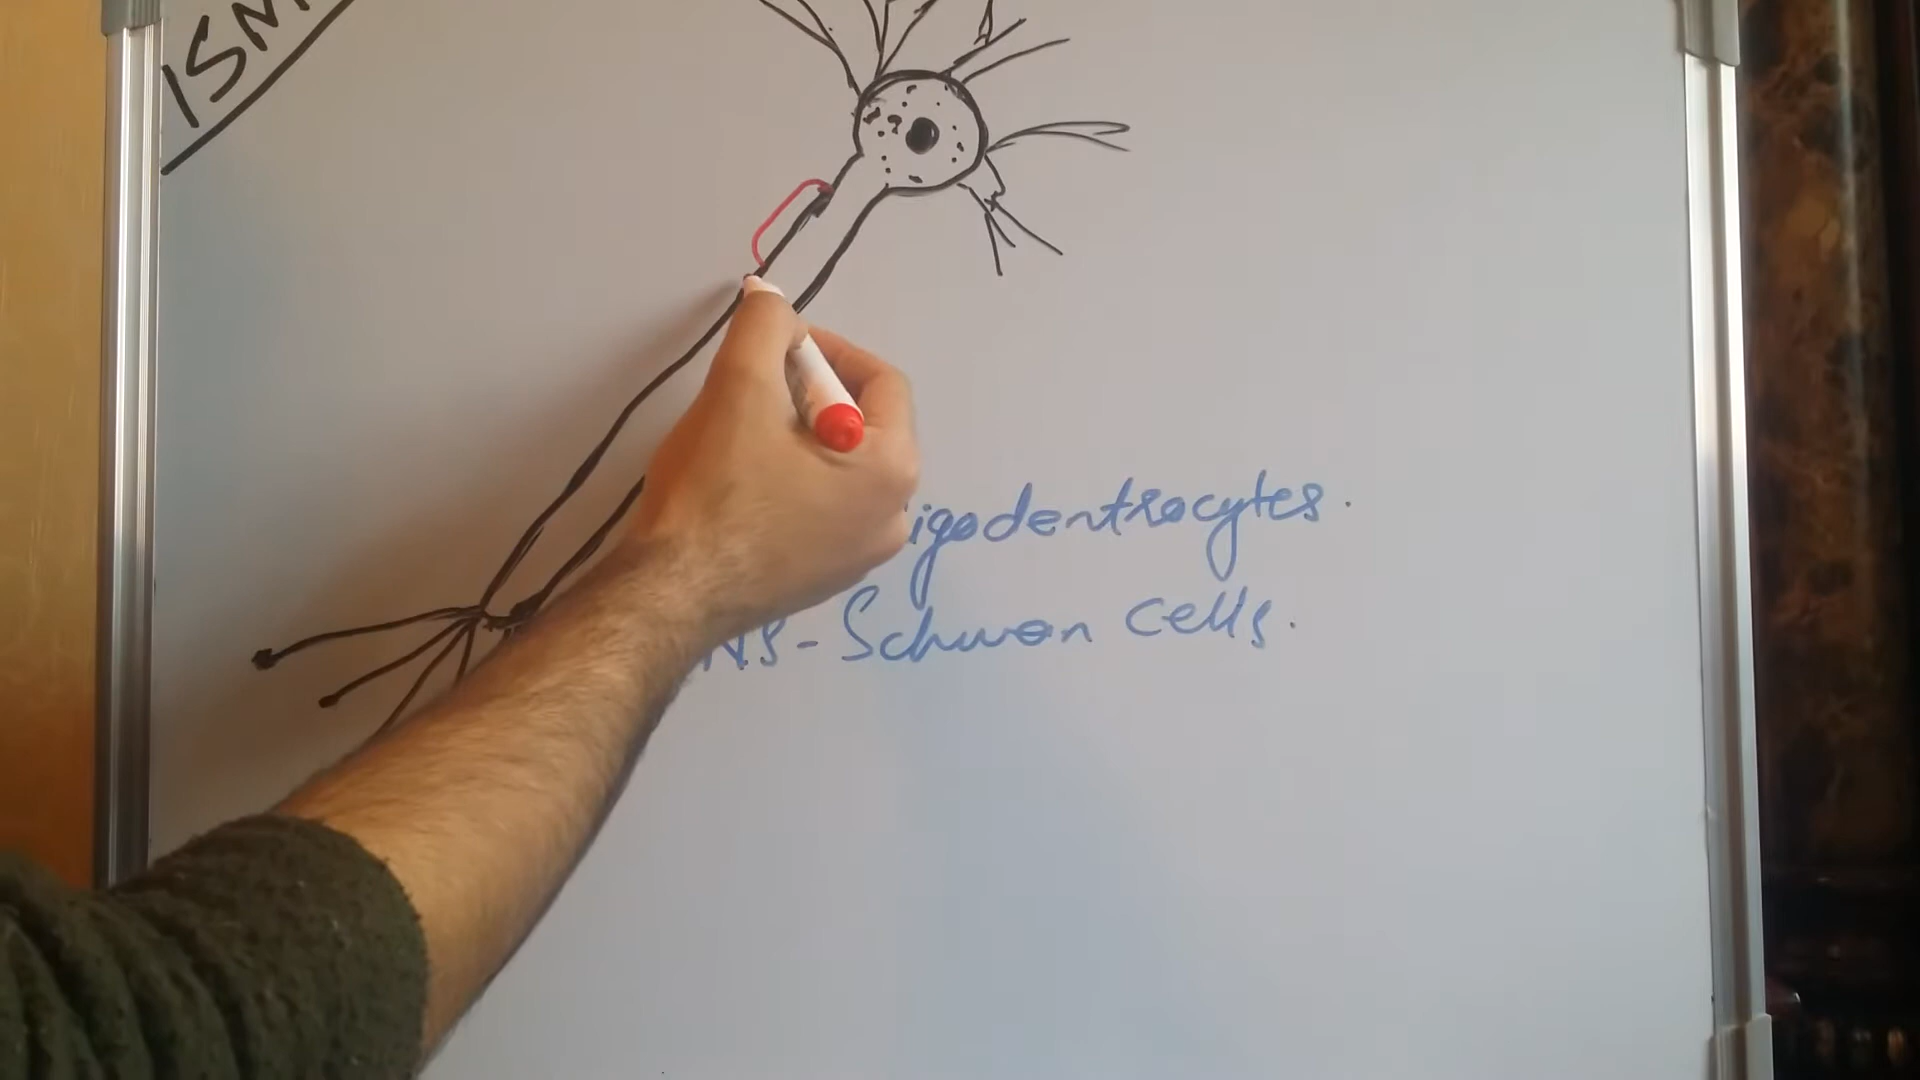 ISM
igodentrocytes.
NS - Schwan cells.